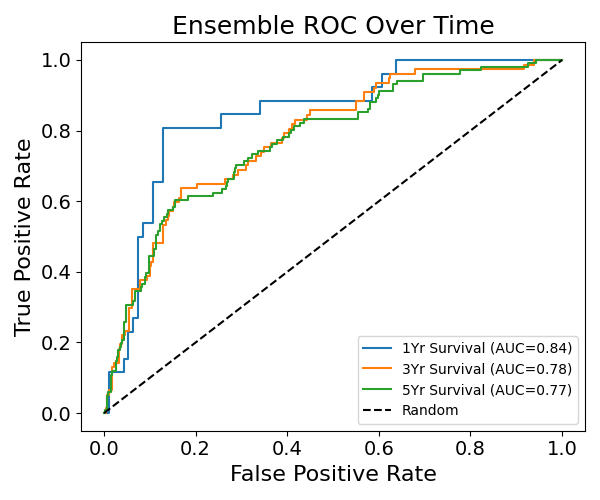 Ensemble ROC Over Time
True Positive Rate
1.0
0.8
0.6
0.4
0.2
0.0
1Yr Survival (AUC=0.84)
3Yr Survival (AUC=0.78)
5Yr Survival (AUC=0.77)
Random
0.0 0.2 0.4 0.6 0.8 1.0
False Positive Rate